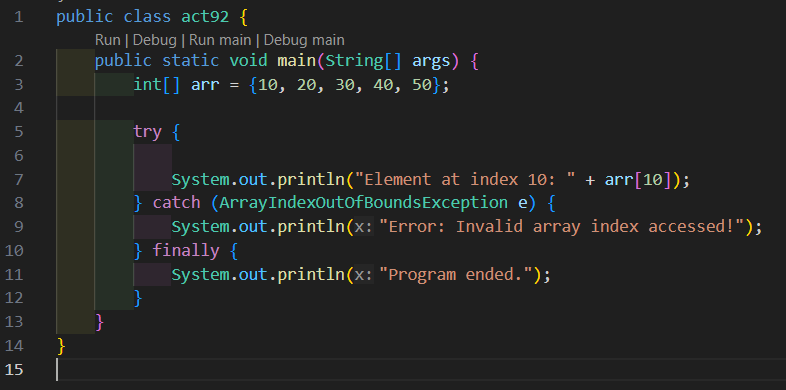 1 public class act92 {
Run | Debug | Run main | Debug main
2     public static void main(String[] args) {
3         int[] arr = {10, 20, 30, 40, 50};
4
5         try {
6
7             System.out.println("Element at index 10: " + arr[10]);
8         } catch (ArrayIndexOutOfBoundsException e) {
9             System.out.println(x: "Error: Invalid array index accessed!");
10         } finally {
11             System.out.println(x: "Program ended.");
12         }
13     }
14 }
15